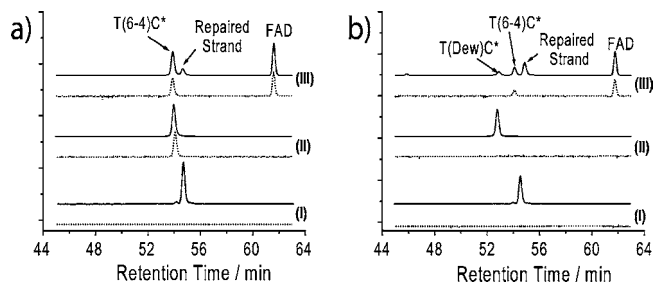 a)
T(6-4)C*
Repaired
Strand
FAD
(III)
(II)
(I)
44 48 52 56 60 64
Retention Time / min
b)
T(6-4)C*
T(Dew)C*
Repaired
Strand
FAD
(III)
(II)
(I)
44 48 52 56 60 64
Retention Time / min